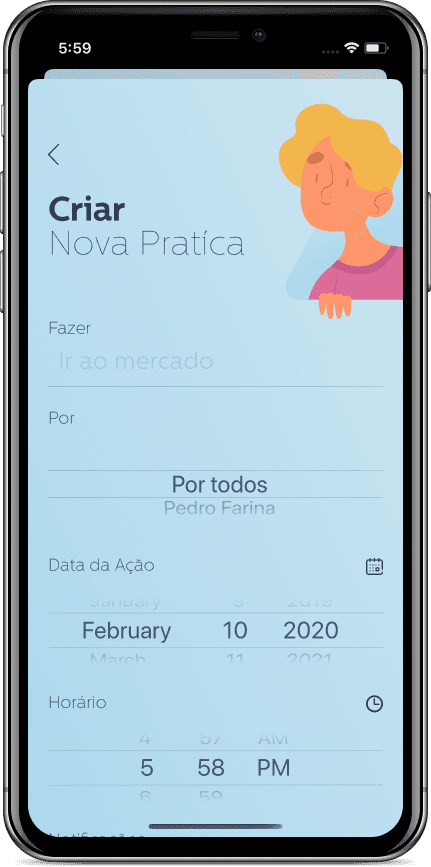 5:59
Criar
Nova Pratíca
Fazer
Ir ao mercado
Por
Por todos
Pedro Farina
Data da Ação
January 9 2019
February 10 2020
March 11 2021
Horário
4 57 AM
5 58 PM
6 59
Notificações